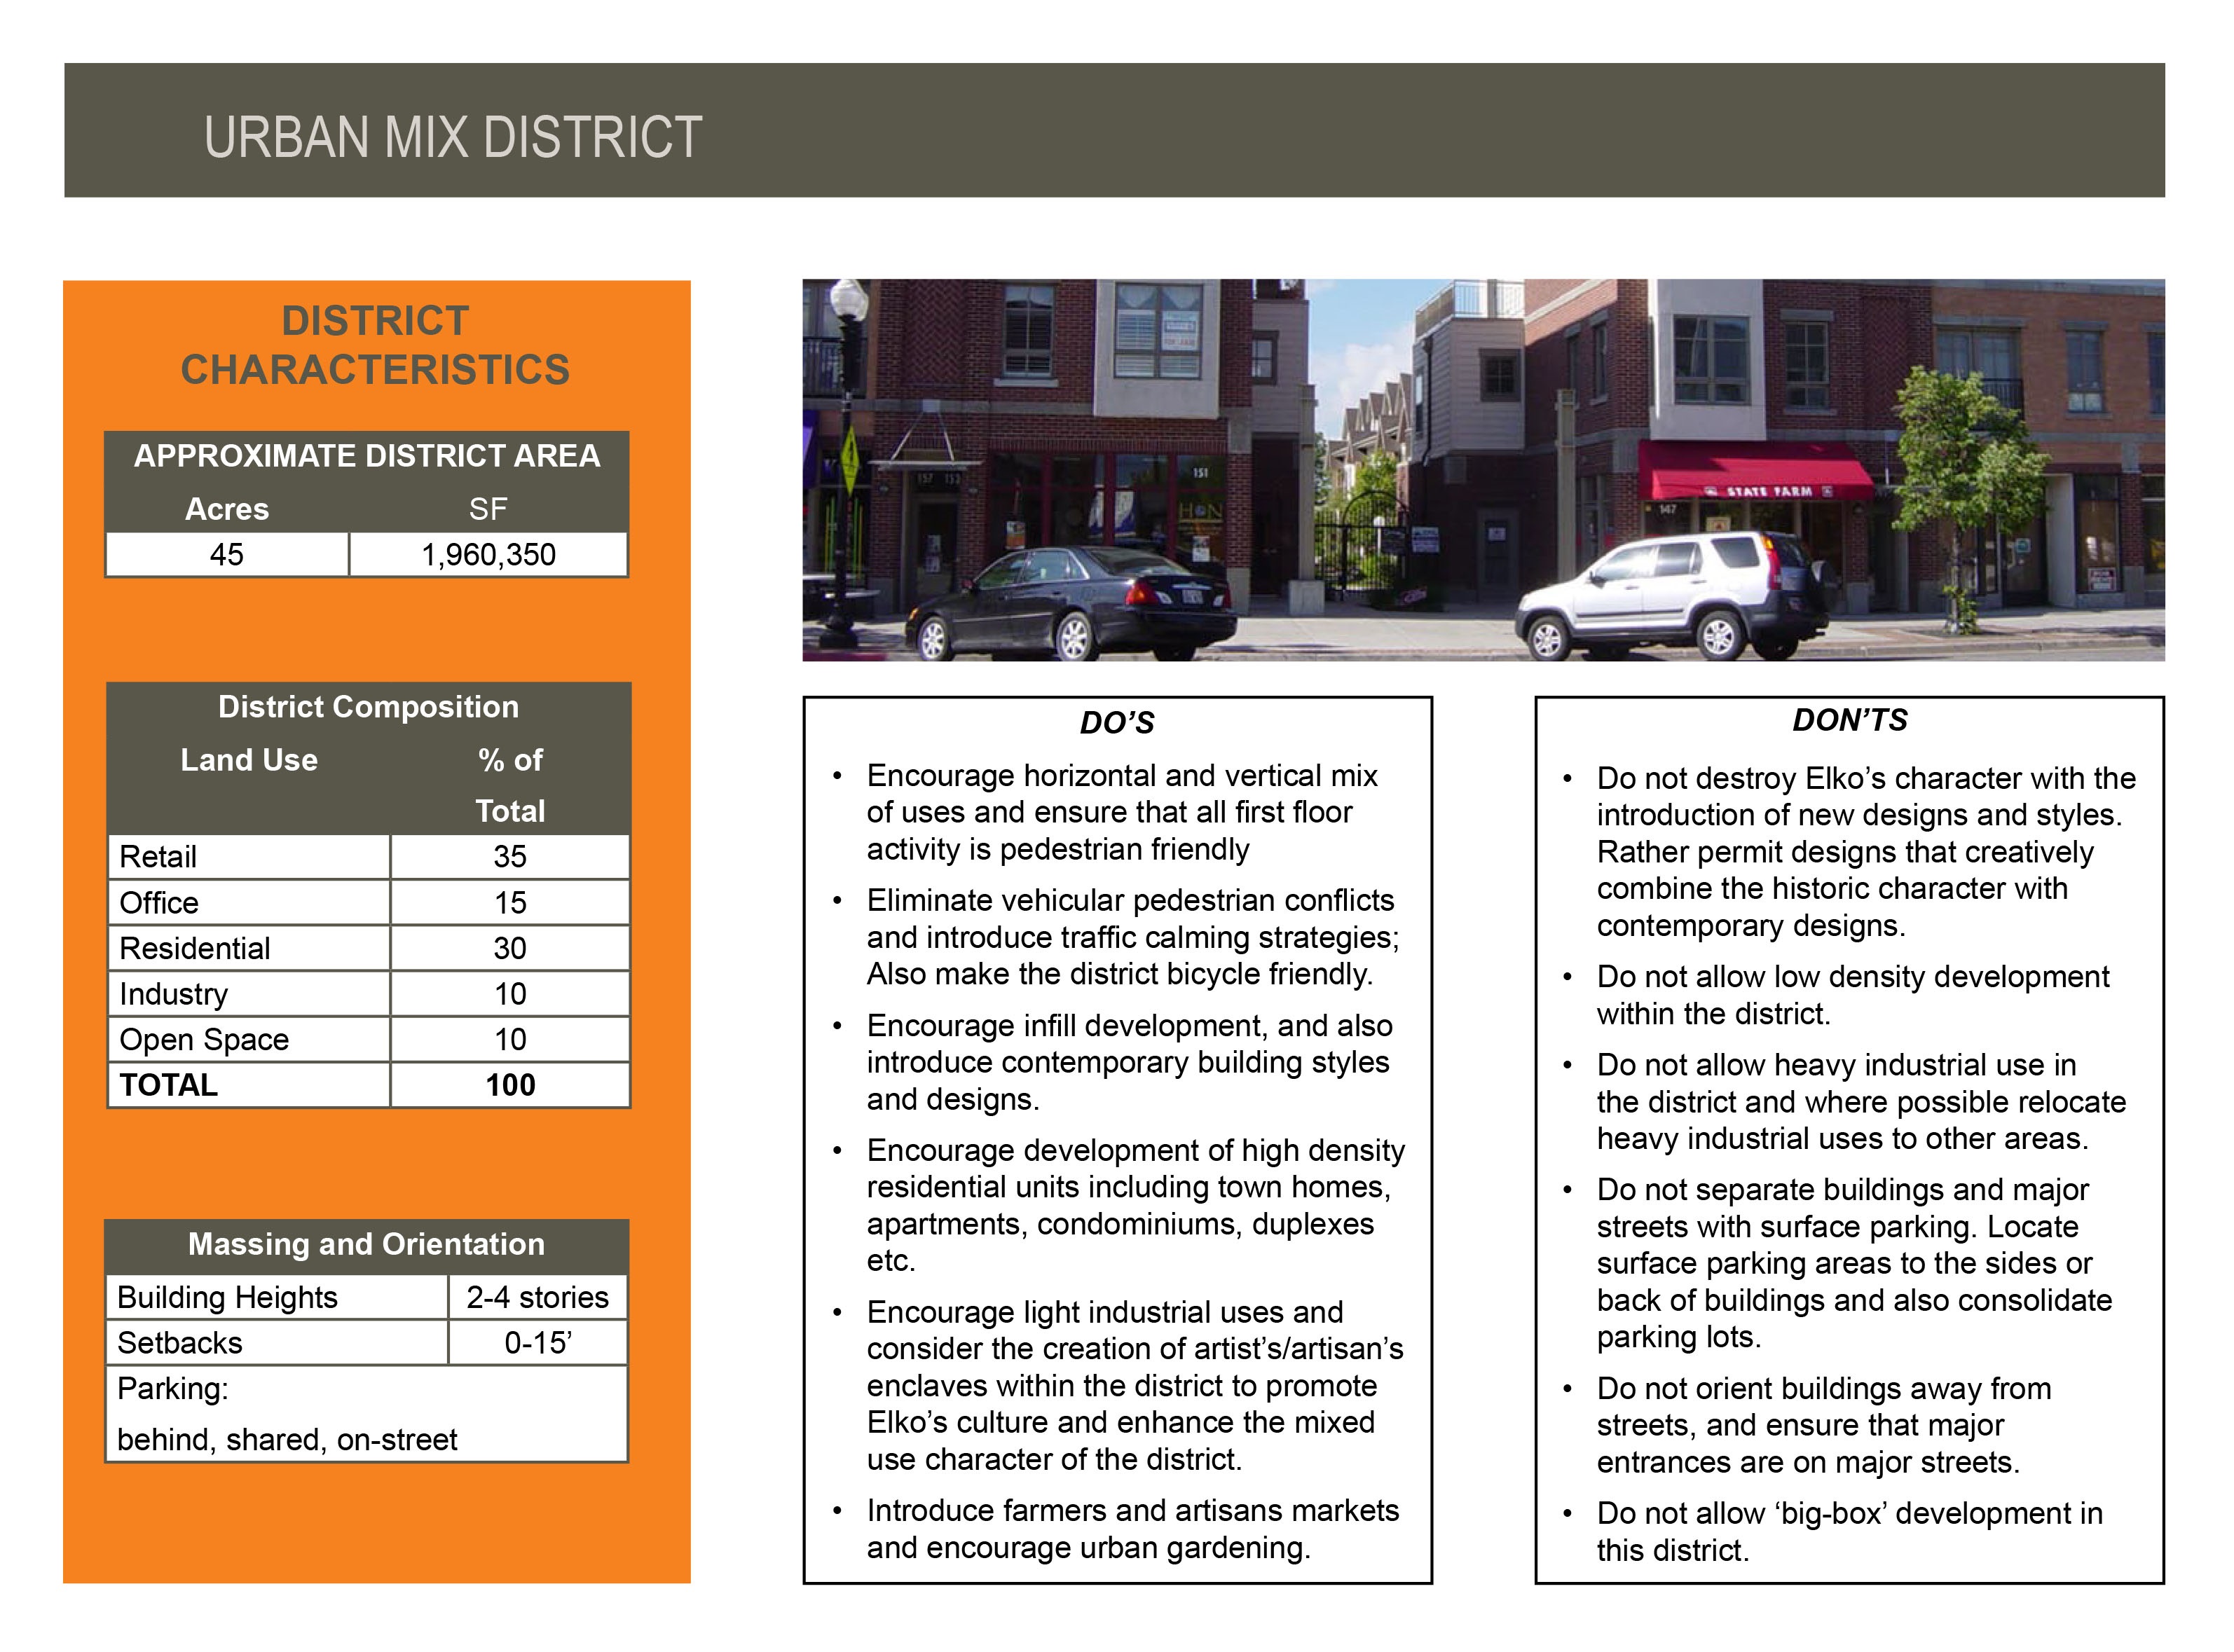 URBAN MIX DISTRICT
DISTRICT
CHARACTERISTICS
APPROXIMATE DISTRICT AREA
Acres SF
45 1,960,350
District Composition
Land Use % of
Total
Retail 35
Office 15
Residential 30
Industry 10
Open Space 10
TOTAL 100
Massing and Orientation
Building Heights 2-4 stories
Setbacks 0-15’
Parking:
behind, shared, on-street
157 153
151
HON
STATE FARM
147
DO’S
• Encourage horizontal and vertical mix
of uses and ensure that all first floor
activity is pedestrian friendly
• Eliminate vehicular pedestrian conflicts
and introduce traffic calming strategies;
Also make the district bicycle friendly.
• Encourage infill development, and also
introduce contemporary building styles
and designs.
• Encourage development of high density
residential units including town homes,
apartments, condominiums, duplexes
etc.
• Encourage light industrial uses and
consider the creation of artist’s/artisan’s
enclaves within the district to promote
Elko’s culture and enhance the mixed
use character of the district.
• Introduce farmers and artisans markets
and encourage urban gardening.
DON’TS
• Do not destroy Elko’s character with the
introduction of new designs and styles.
Rather permit designs that creatively
combine the historic character with
contemporary designs.
• Do not allow low density development
within the district.
• Do not allow heavy industrial use in
the district and where possible relocate
heavy industrial uses to other areas.
• Do not separate buildings and major
streets with surface parking. Locate
surface parking areas to the sides or
back of buildings and also consolidate
parking lots.
• Do not orient buildings away from
streets, and ensure that major
entrances are on major streets.
• Do not allow ‘big-box’ development in
this district.